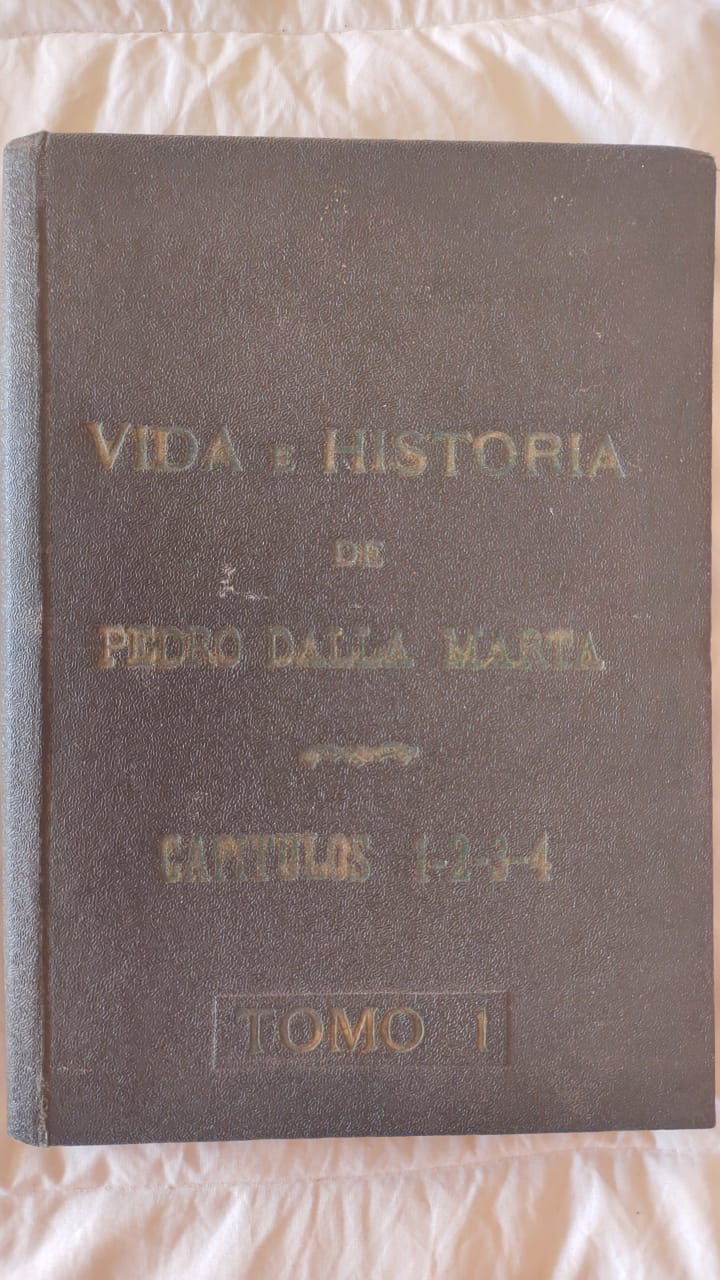 VIDA E HISTORIA
DE
PEDRO DALLA MARTA
CAPITULOS 1-2-3-4
TOMO 1